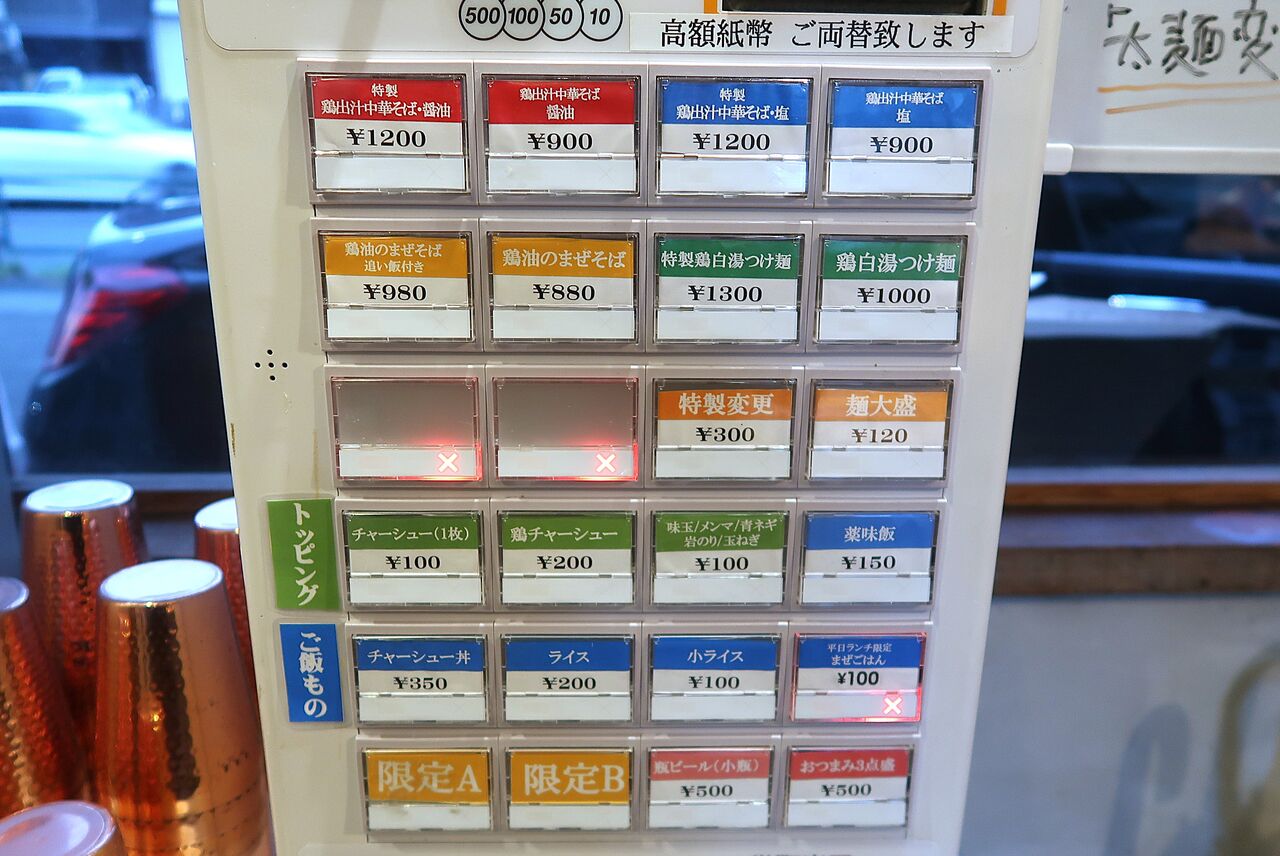 500 100 50 10
高額紙幣 ご両替致します
太麺変
特製
鶏出汁中華そば・醤油
¥1200
鶏出汁中華そば
醤油
¥900
特製
鶏出汁中華そば・塩
¥1200
鶏出汁中華そば
塩
¥900
鶏油のまぜそば
追い飯付き
¥980
鶏油のまぜそば
¥880
特製鶏白湯つけ麺
¥1300
鶏白湯つけ麺
¥1000
×
×
特製変更
¥300
麺大盛
¥120
トッピング
チャーシュー(1枚)
¥100
鶏チャーシュー
¥200
味玉/メンマ/青ネギ
岩のり/玉ねぎ
¥100
薬味飯
¥150
ご飯もの
チャーシュー丼
¥350
ライス
¥200
小ライス
¥100
平日ランチ限定
まぜごはん
¥100
×
限定A
限定B
瓶ビール(小瓶)
¥500
おつまみ3点盛
¥500